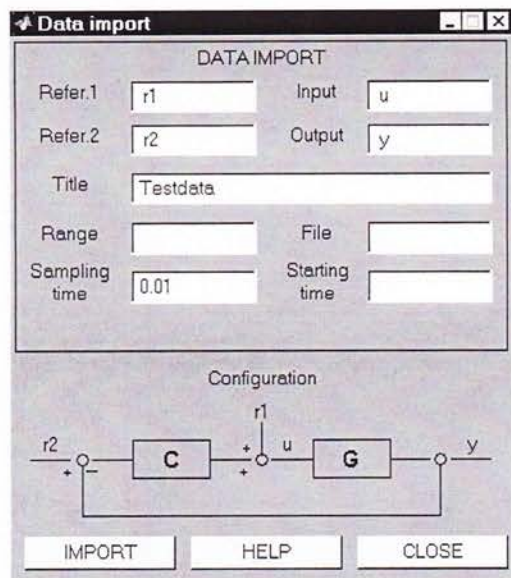 Data import
DATA IMPORT
Refer.1 r1 Input u
Refer.2 r2 Output y
Title Testdata
Range File
Sampling time 0.01 Starting time
Configuration
r1
r2 + − C + + u G y
IMPORT HELP CLOSE